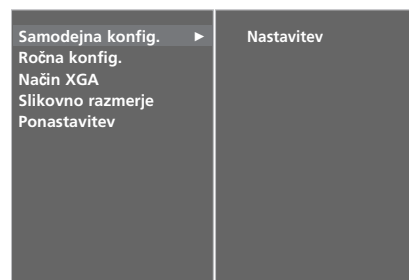 Samodejna konfig. ► Nastavitev
Ročna konfig.
Način XGA
Slikovno razmerje
Ponastavitev